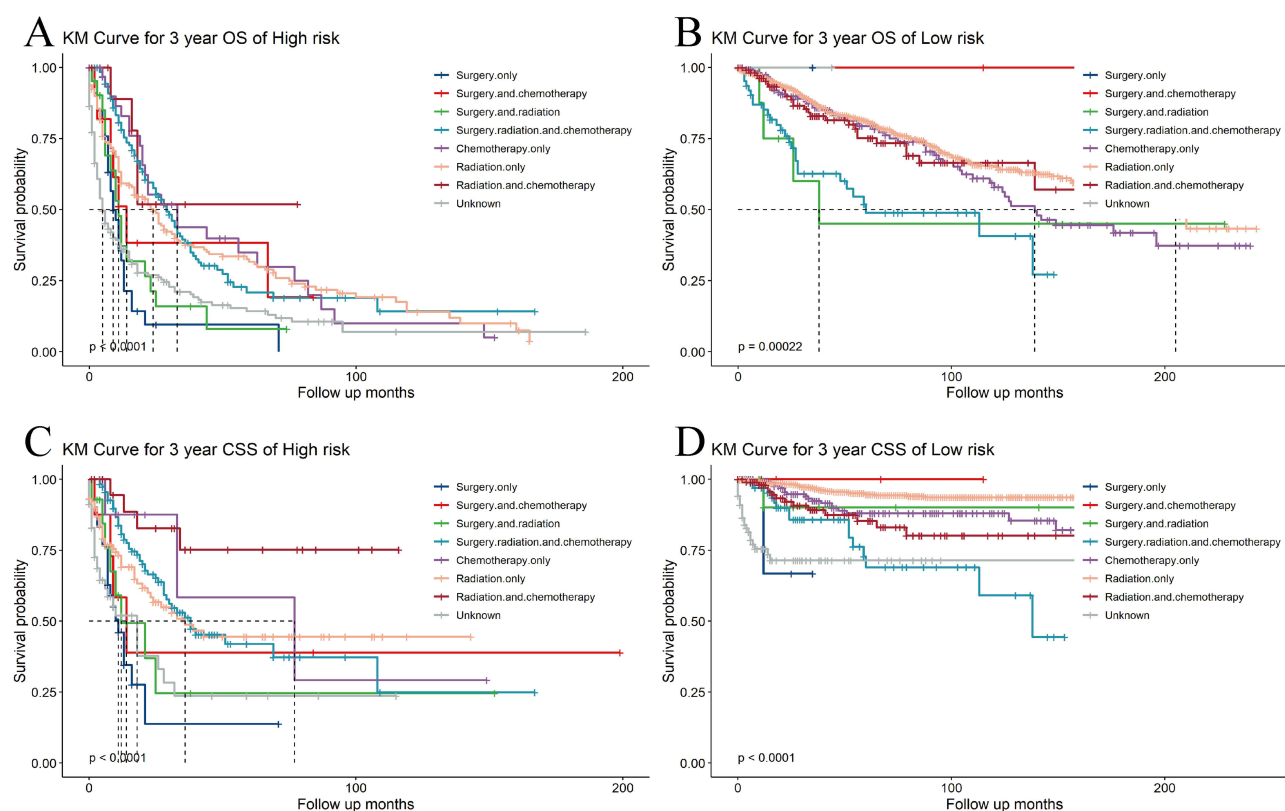 A
KM Curve for 3 year OS of High risk
Survival probability
1.00
0.75
0.50
0.25
0.00
Surgery.only
Surgery.and.chemotherapy
Surgery.and.radiation
Surgery.radiation.and.chemotherapy
Chemotherapy.only
Radiation.only
Radiation.and.chemotherapy
Unknown
p < 0.0001
0 100 200
Follow up months
B
KM Curve for 3 year OS of Low risk
Survival probability
1.00
0.75
0.50
0.25
0.00
Surgery.only
Surgery.and.chemotherapy
Surgery.and.radiation
Surgery.radiation.and.chemotherapy
Chemotherapy.only
Radiation.only
Radiation.and.chemotherapy
Unknown
p = 0.00022
0 100 200
Follow up months
C
KM Curve for 3 year CSS of High risk
Survival probability
1.00
0.75
0.50
0.25
0.00
Surgery.only
Surgery.and.chemotherapy
Surgery.and.radiation
Surgery.radiation.and.chemotherapy
Chemotherapy.only
Radiation.only
Radiation.and.chemotherapy
Unknown
p < 0.0001
0 100 200
Follow up months
D
KM Curve for 3 year CSS of Low risk
Survival probability
1.00
0.75
0.50
0.25
0.00
Surgery.only
Surgery.and.chemotherapy
Surgery.and.radiation
Surgery.radiation.and.chemotherapy
Chemotherapy.only
Radiation.only
Radiation.and.chemotherapy
Unknown
p < 0.0001
0 100 200
Follow up months